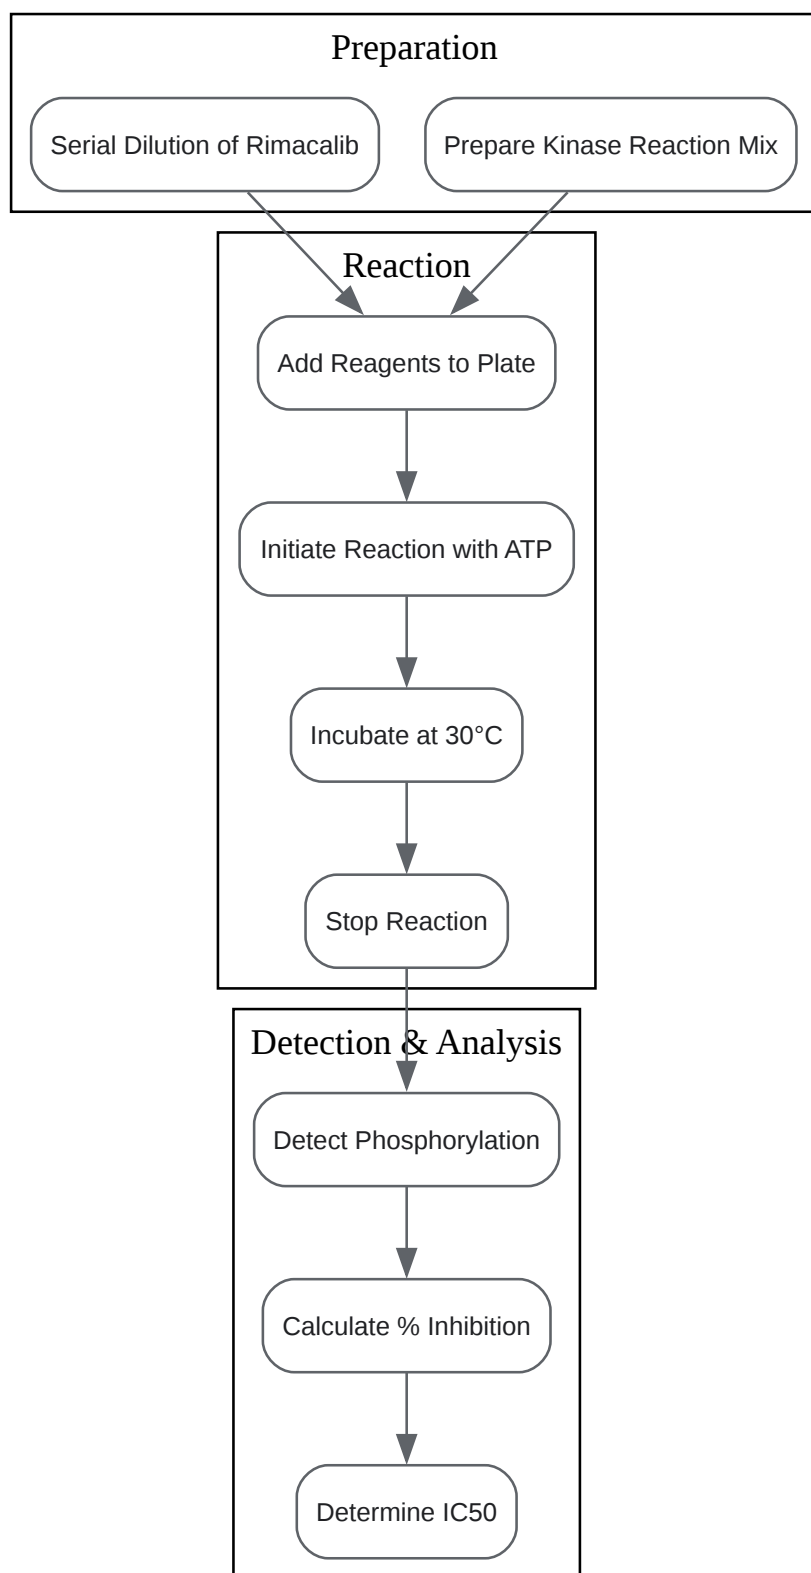 Preparation
Serial Dilution of Rimacalib
Prepare Kinase Reaction Mix
Reaction
Add Reagents to Plate
Initiate Reaction with ATP
Incubate at 30°C
Stop Reaction
Detection & Analysis
Detect Phosphorylation
Calculate % Inhibition
Determine IC50